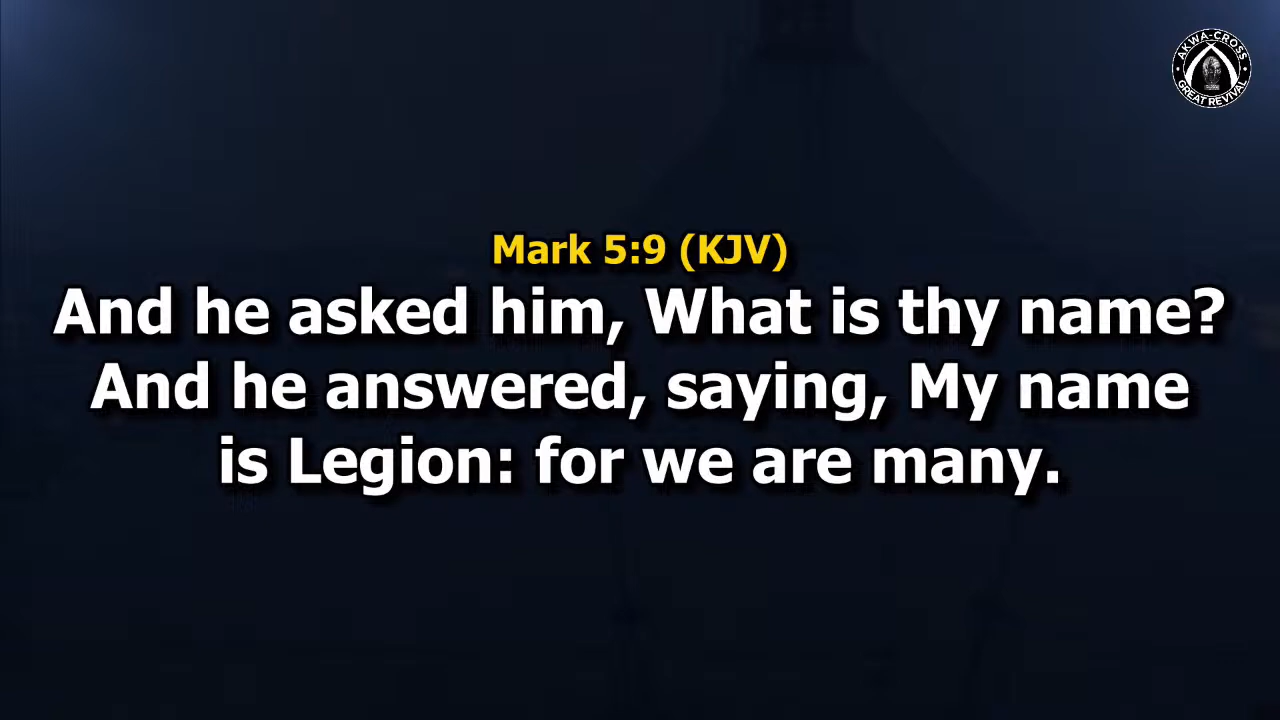 AKWA-CROSS
GREAT REVIVAL
Mark 5:9 (KJV)
And he asked him, What is thy name?
And he answered, saying, My name
is Legion: for we are many.